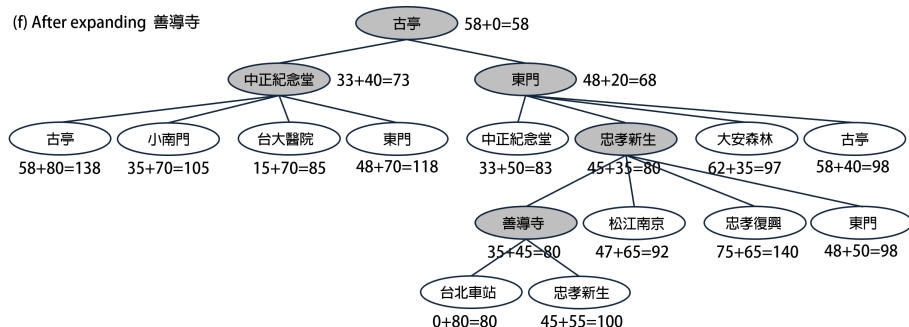 (f) After expanding 善導寺
古亭 58+0=58
中正紀念堂 33+40=73 東門 48+20=68
古亭 小南門 台大醫院 東門 中正紀念堂 忠孝新生 大安森林 古亭
58+80=138 35+70=105 15+70=85 48+70=118 33+50=83 45+35=80 62+35=97 58+40=98
善導寺 松江南京 忠孝復興 東門
35+45=80 47+65=92 75+65=140 48+50=98
台北車站 忠孝新生
0+80=80 45+55=100